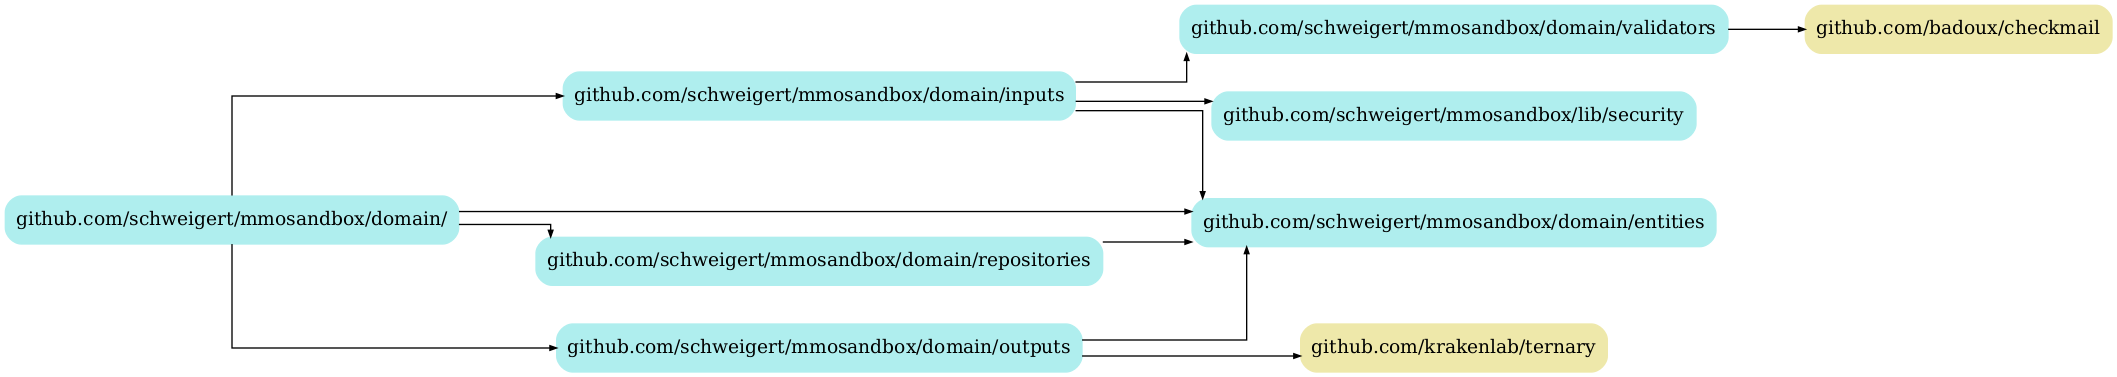 github.com/schweigert/mmosandbox/domain/validators
github.com/badoux/checkmail
github.com/schweigert/mmosandbox/domain/inputs
github.com/schweigert/mmosandbox/lib/security
github.com/schweigert/mmosandbox/domain/
github.com/schweigert/mmosandbox/domain/entities
github.com/schweigert/mmosandbox/domain/repositories
github.com/schweigert/mmosandbox/domain/outputs
github.com/krakenlab/ternary